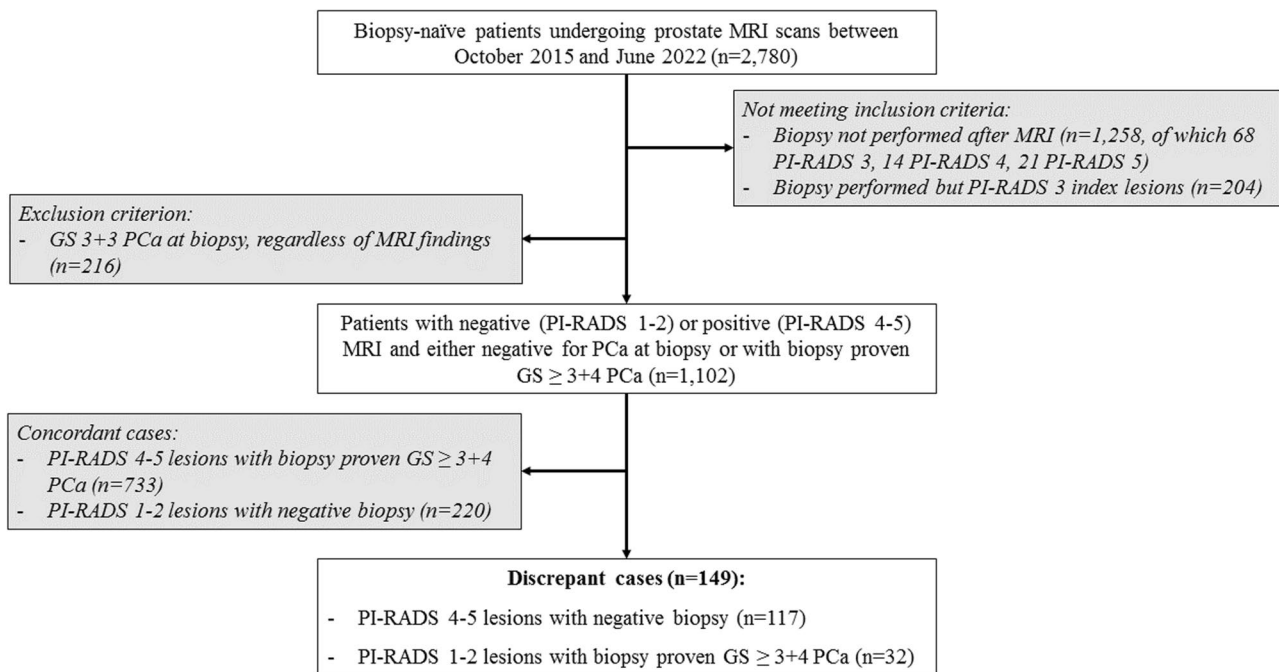 Biopsy-naïve patients undergoing prostate MRI scans between
October 2015 and June 2022 (n=2,780)
Not meeting inclusion criteria:
- Biopsy not performed after MRI (n=1,258, of which 68
PI-RADS 3, 14 PI-RADS 4, 21 PI-RADS 5)
- Biopsy performed but PI-RADS 3 index lesions (n=204)
Exclusion criterion:
- GS 3+3 PCa at biopsy, regardless of MRI findings
(n=216)
Patients with negative (PI-RADS 1-2) or positive (PI-RADS 4-5)
MRI and either negative for PCa at biopsy or with biopsy proven
GS ≥ 3+4 PCa (n=1,102)
Concordant cases:
- PI-RADS 4-5 lesions with biopsy proven GS ≥ 3+4
PCa (n=733)
- PI-RADS 1-2 lesions with negative biopsy (n=220)
Discrepant cases (n=149):
- PI-RADS 4-5 lesions with negative biopsy (n=117)
- PI-RADS 1-2 lesions with biopsy proven GS ≥ 3+4 PCa (n=32)